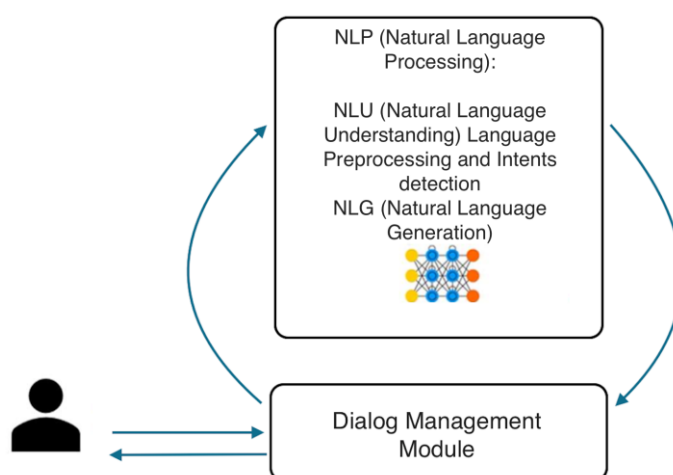 NLP (Natural Language
Processing):
NLU (Natural Language
Understanding) Language
Preprocessing and Intents
detection
NLG (Natural Language
Generation)
Dialog Management
Module